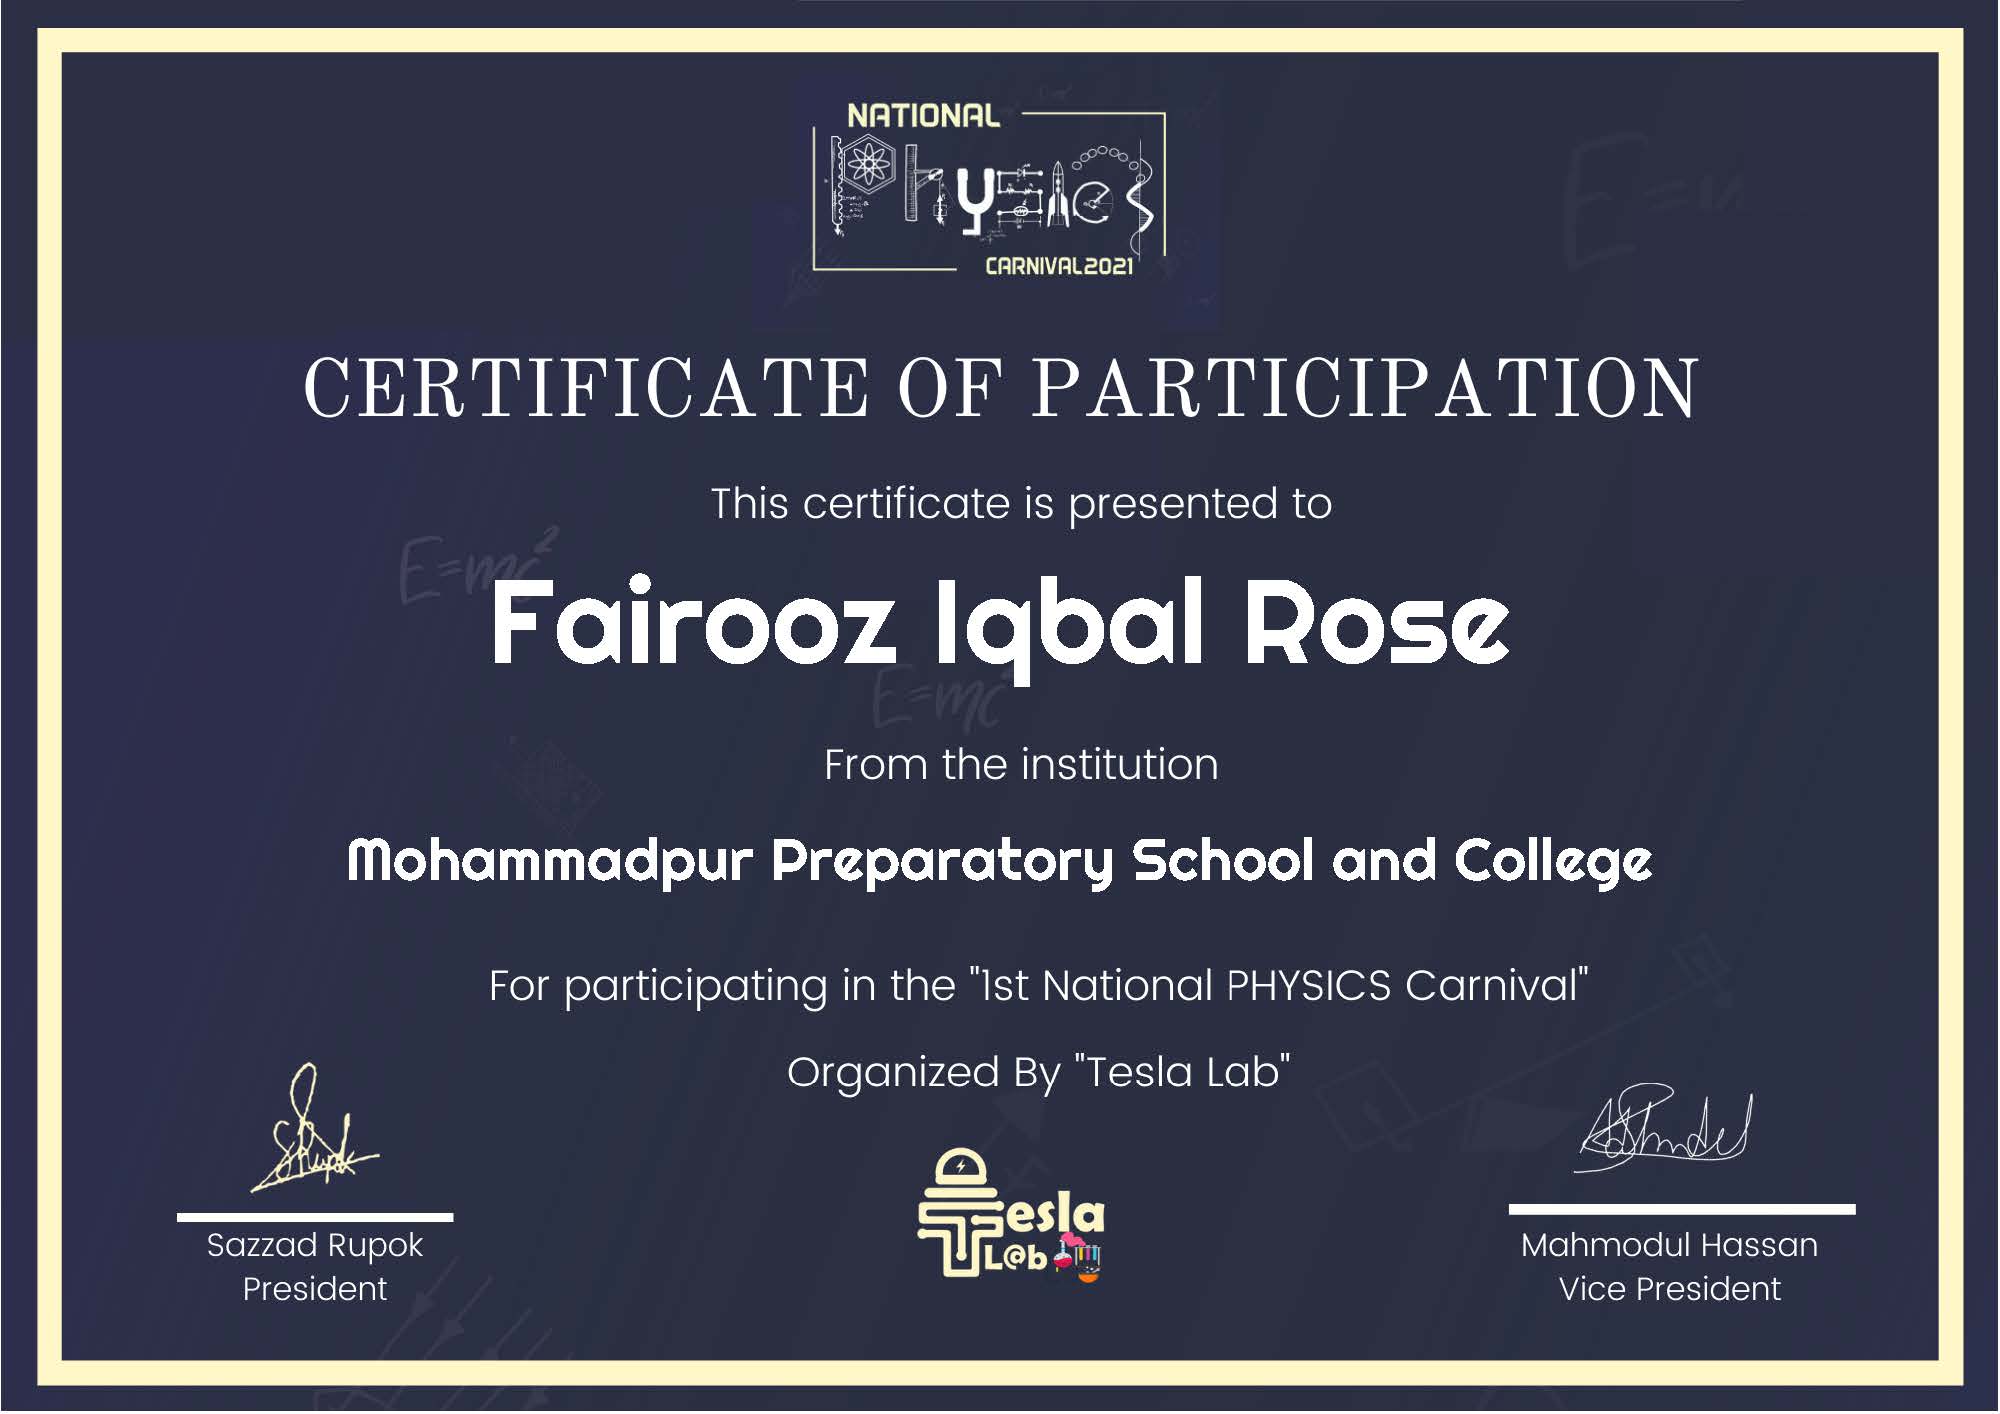 NATIONAL
Physics
CARNIVAL2021
CERTIFICATE OF PARTICIPATION
This certificate is presented to
E=mc²
Fairooz Iqbal Rose
E=mc²
From the institution
Mohammadpur Preparatory School and College
For participating in the "1st National PHYSICS Carnival"
Organized By "Tesla Lab"
Tesla
L@b
Sazzad Rupok
President
Mahmodul Hassan
Vice President